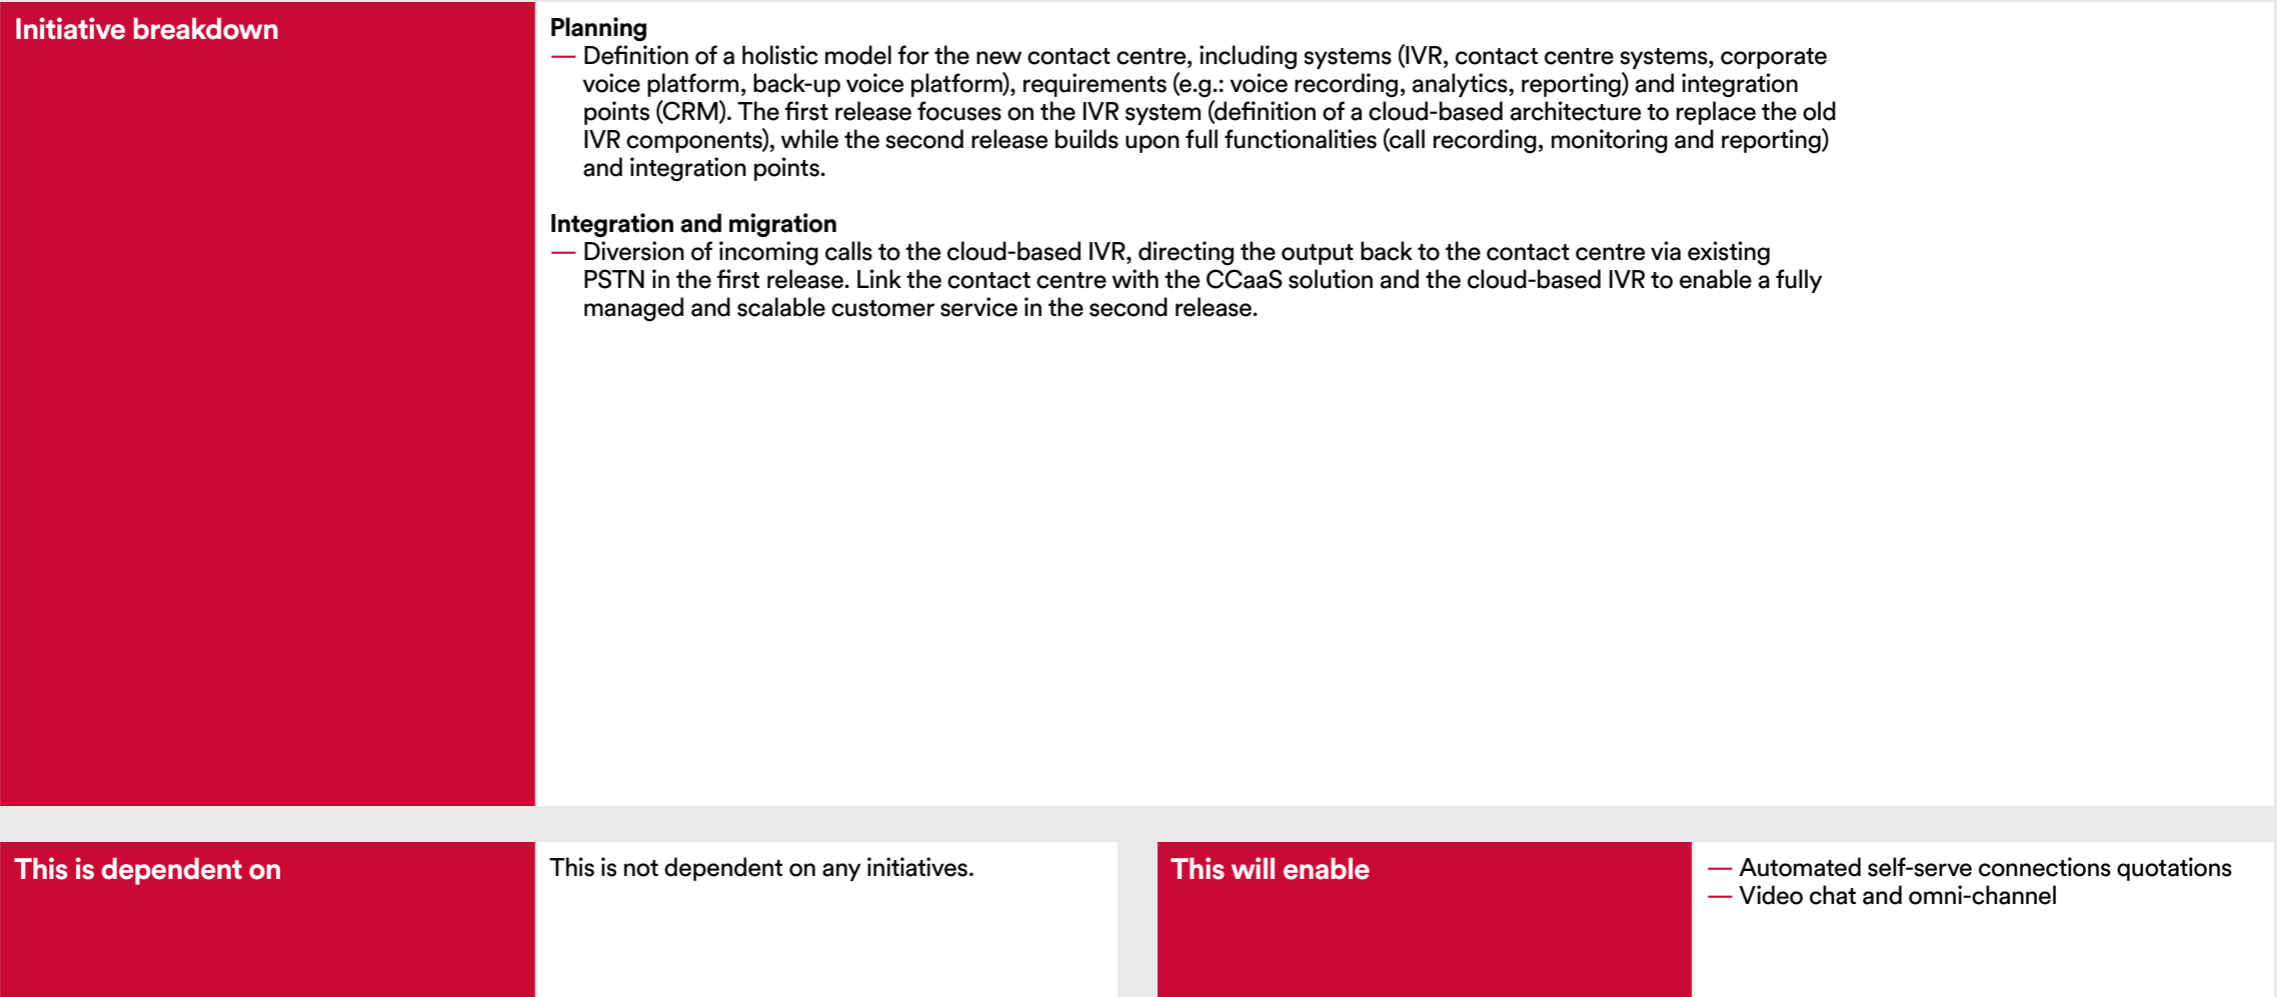 Initiative breakdown
Planning
— Definition of a holistic model for the new contact centre, including systems (IVR, contact centre systems, corporate
voice platform, back-up voice platform), requirements (e.g.: voice recording, analytics, reporting) and integration
points (CRM). The first release focuses on the IVR system (definition of a cloud-based architecture to replace the old
IVR components), while the second release builds upon full functionalities (call recording, monitoring and reporting)
and integration points.
Integration and migration
— Diversion of incoming calls to the cloud-based IVR, directing the output back to the contact centre via existing
PSTN in the first release. Link the contact centre with the CCaaS solution and the cloud-based IVR to enable a fully
managed and scalable customer service in the second release.
This is dependent on
This is not dependent on any initiatives.
This will enable
— Automated self-serve connections quotations
— Video chat and omni-channel